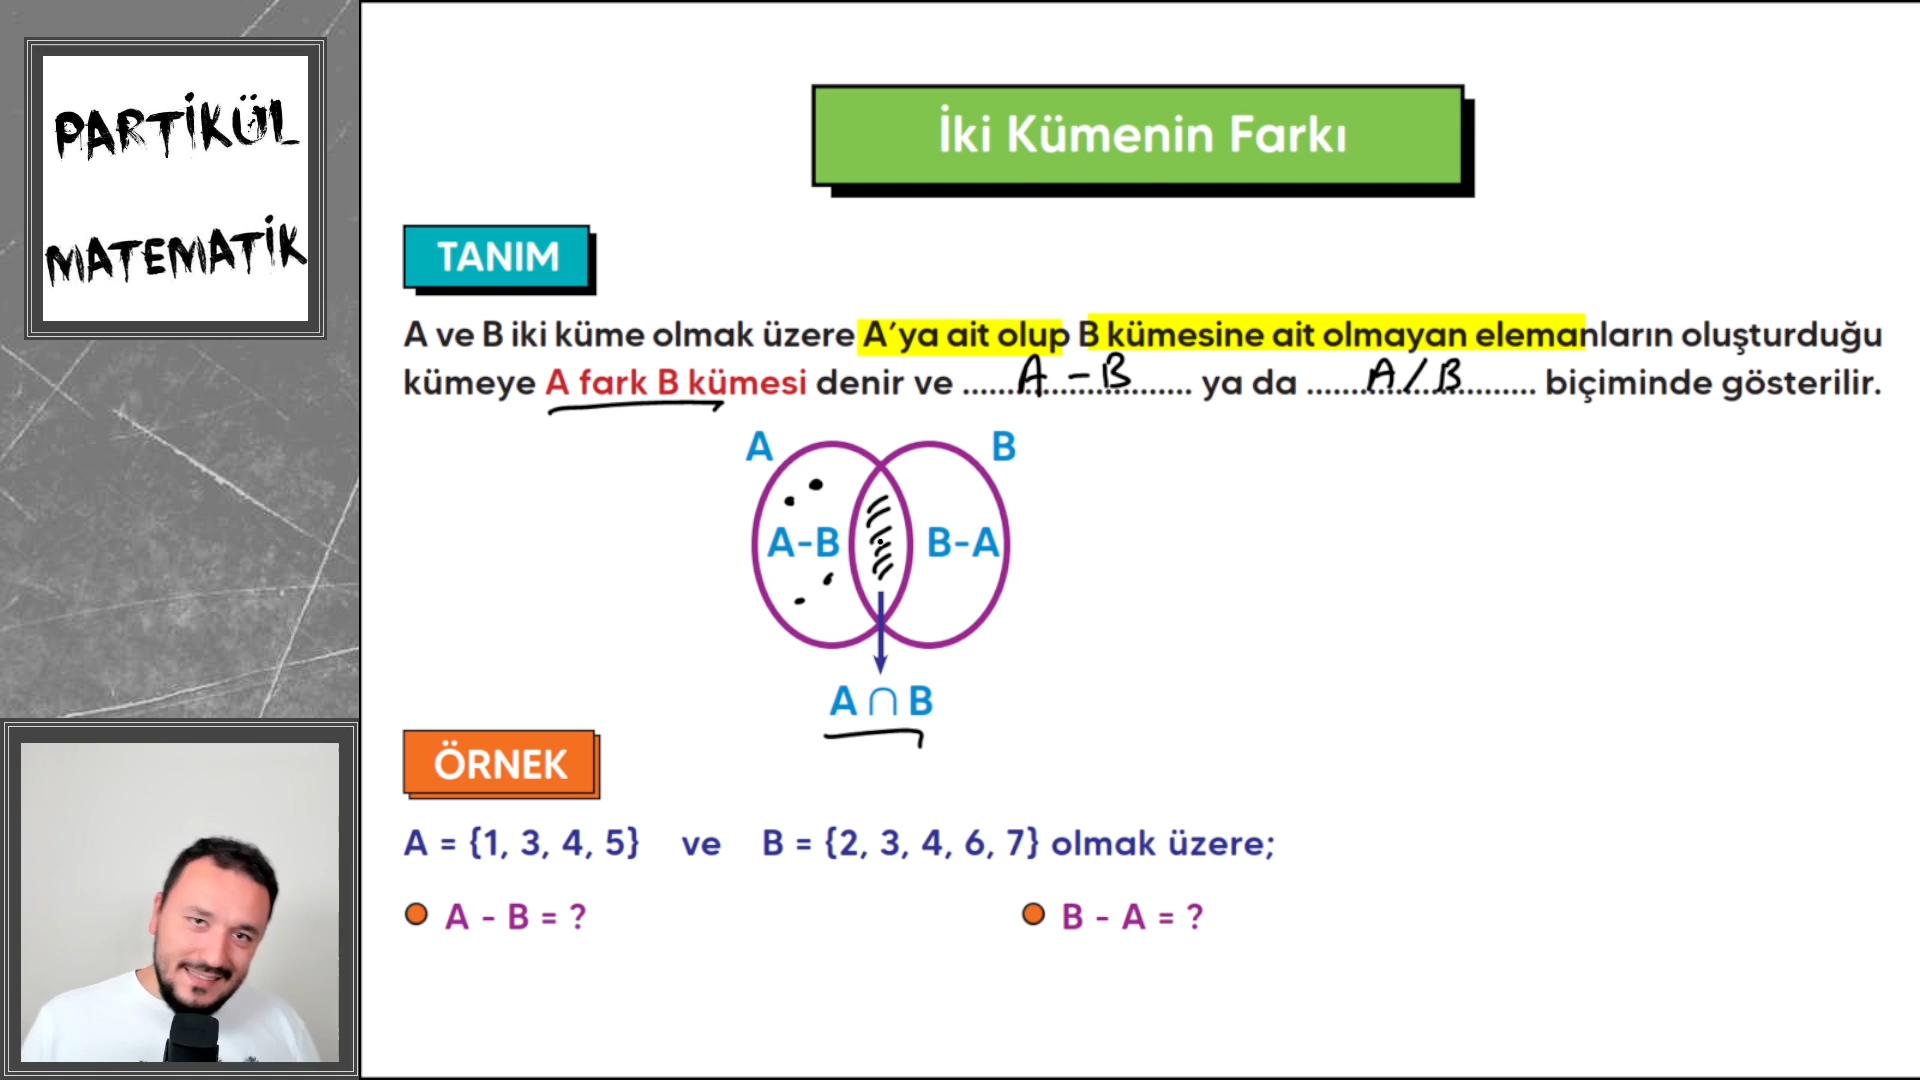 PARTİKÜL
MATEMATİK
İki Kümenin Farkı
TANIM
A ve B iki küme olmak üzere A'ya ait olup B kümesine ait olmayan elemanların oluşturduğu
kümeye A fark B kümesi denir ve ......A - B...... ya da ......A / B...... biçiminde gösterilir.
A B
A-B B-A
A ∩ B
ÖRNEK
A = {1, 3, 4, 5} ve B = {2, 3, 4, 6, 7} olmak üzere;
A - B = ? B - A = ?